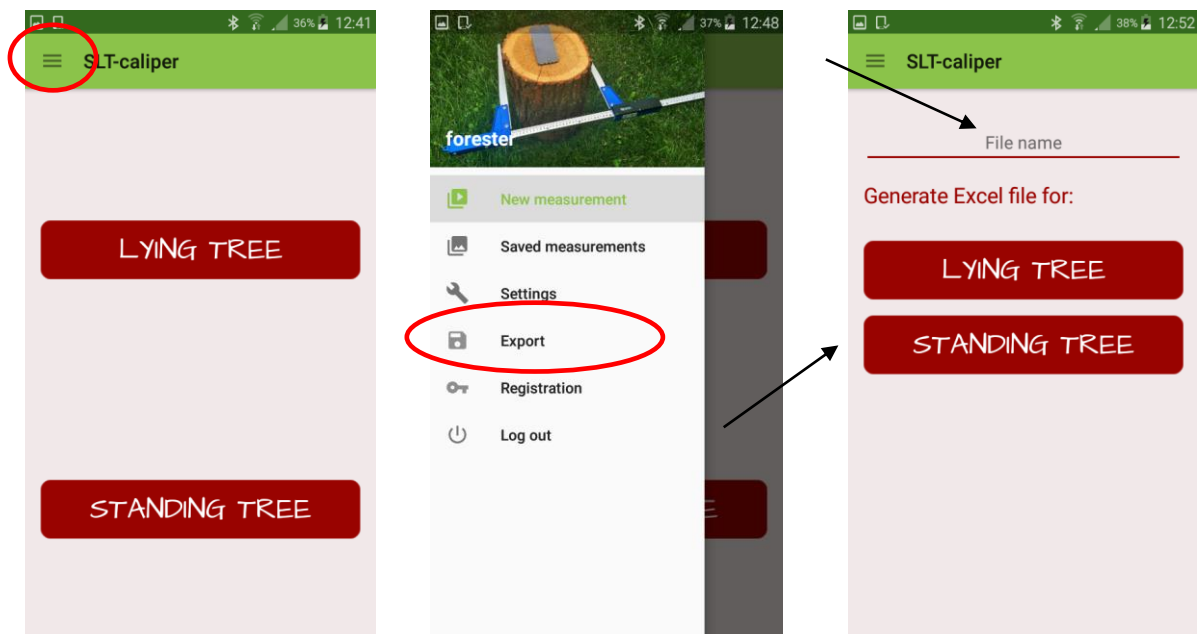 36% 12:41
SLT-caliper
LYING TREE
STANDING TREE
37% 12:48
forester
New measurement
Saved measurements
Settings
Export
Registration
Log out
E
38% 12:52
SLT-caliper
File name
Generate Excel file for:
LYING TREE
STANDING TREE